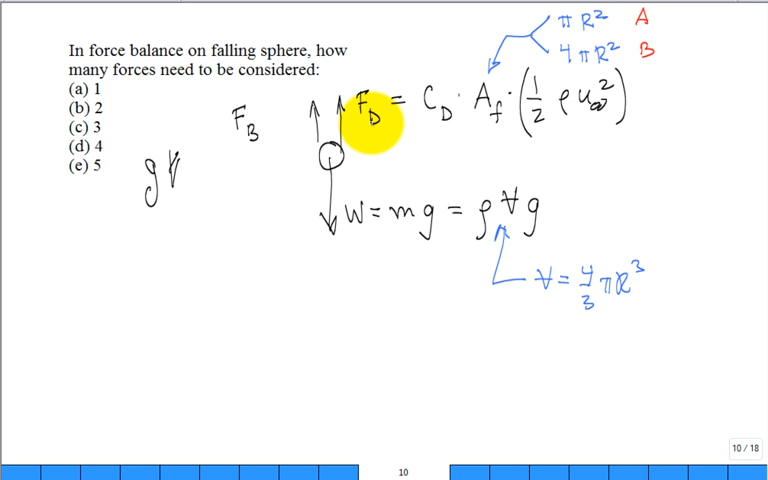 πR² A
4πR² B
In force balance on falling sphere, how
many forces need to be considered:
(a) 1
(b) 2
(c) 3
(d) 4
(e) 5
F_B
F_D = C_D · A_f · (1/2 ρ u_∞²)
g
W = mg = ρ V g
V = 4/3 πR³
10 / 18
10